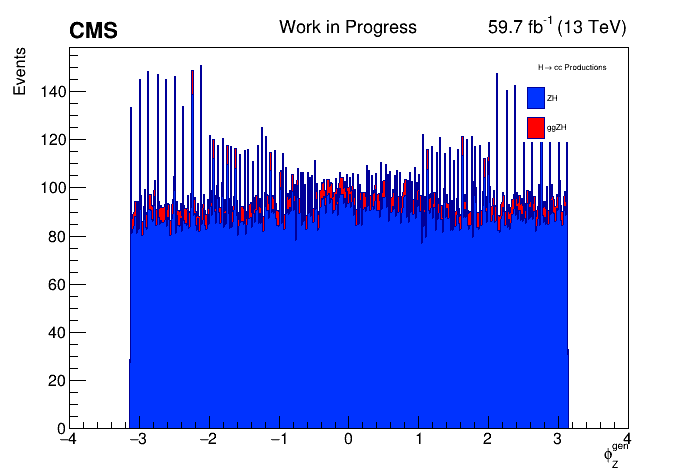 CMS Work in Progress 59.7 fb⁻¹ (13 TeV)
Events
H→cc Productions
ZH
ggZH
140
120
100
80
60
40
20
0
−4 −3 −2 −1 0 1 2 3 4
ϕ_Z^gen